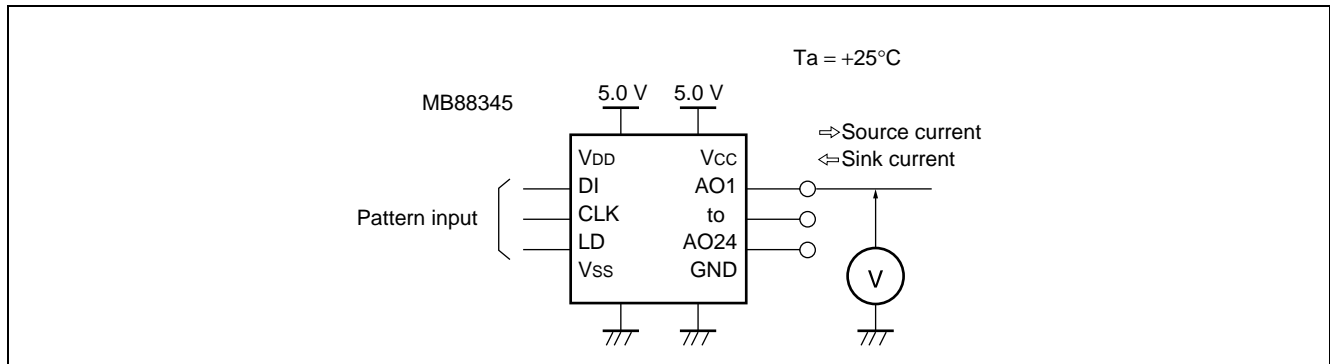 Ta = +25°C
MB88345
5.0 V 5.0 V
⇨Source current
⇦Sink current
VDD VCC
DI AO1
Pattern input
CLK to
LD AO24
VSS GND
V